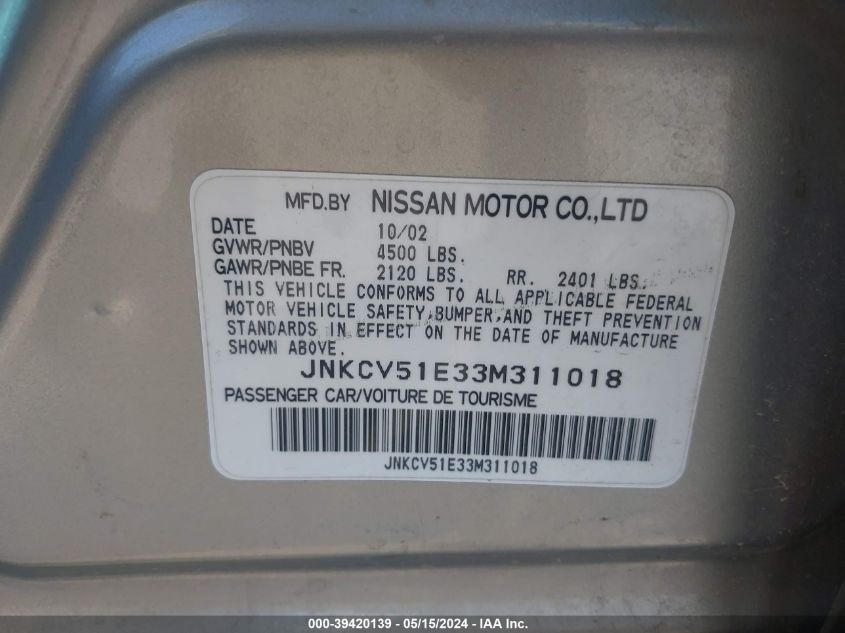 MFD.BY NISSAN MOTOR CO.,LTD
DATE 10/02
GVWR/PNBV 4500 LBS.
GAWR/PNBE FR. 2120 LBS. RR. 2401 LBS.
THIS VEHICLE CONFORMS TO ALL APPLICABLE FEDERAL
MOTOR VEHICLE SAFETY,BUMPER,AND THEFT PREVENTION
STANDARDS IN EFFECT ON THE DATE OF MANUFACTURE
SHOWN ABOVE.
JNKCV51E33M311018
PASSENGER CAR/VOITURE DE TOURISME
JNKCV51E33M311018
000-39420139 - 05/15/2024 - IAA Inc.